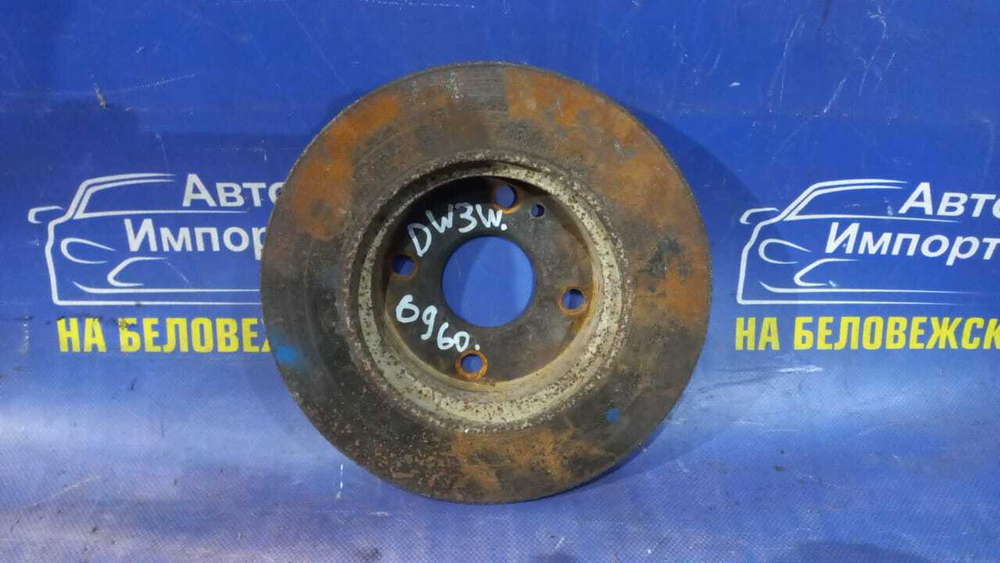 Авто
Импорт
НА БЕЛОВЕ
DW3W.
6960.
Авто
Импорт
НА БЕЛОВЕЖСК